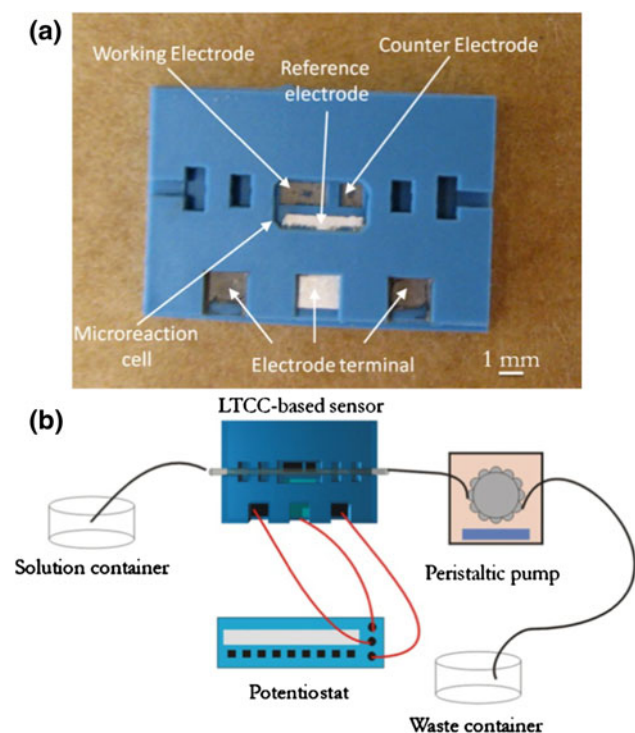 (a)
Working Electrode
Counter Electrode
Reference
electrode
Microreaction
cell
Electrode terminal
1 mm
(b)
LTCC-based sensor
Solution container
Peristaltic pump
Potentiostat
Waste container